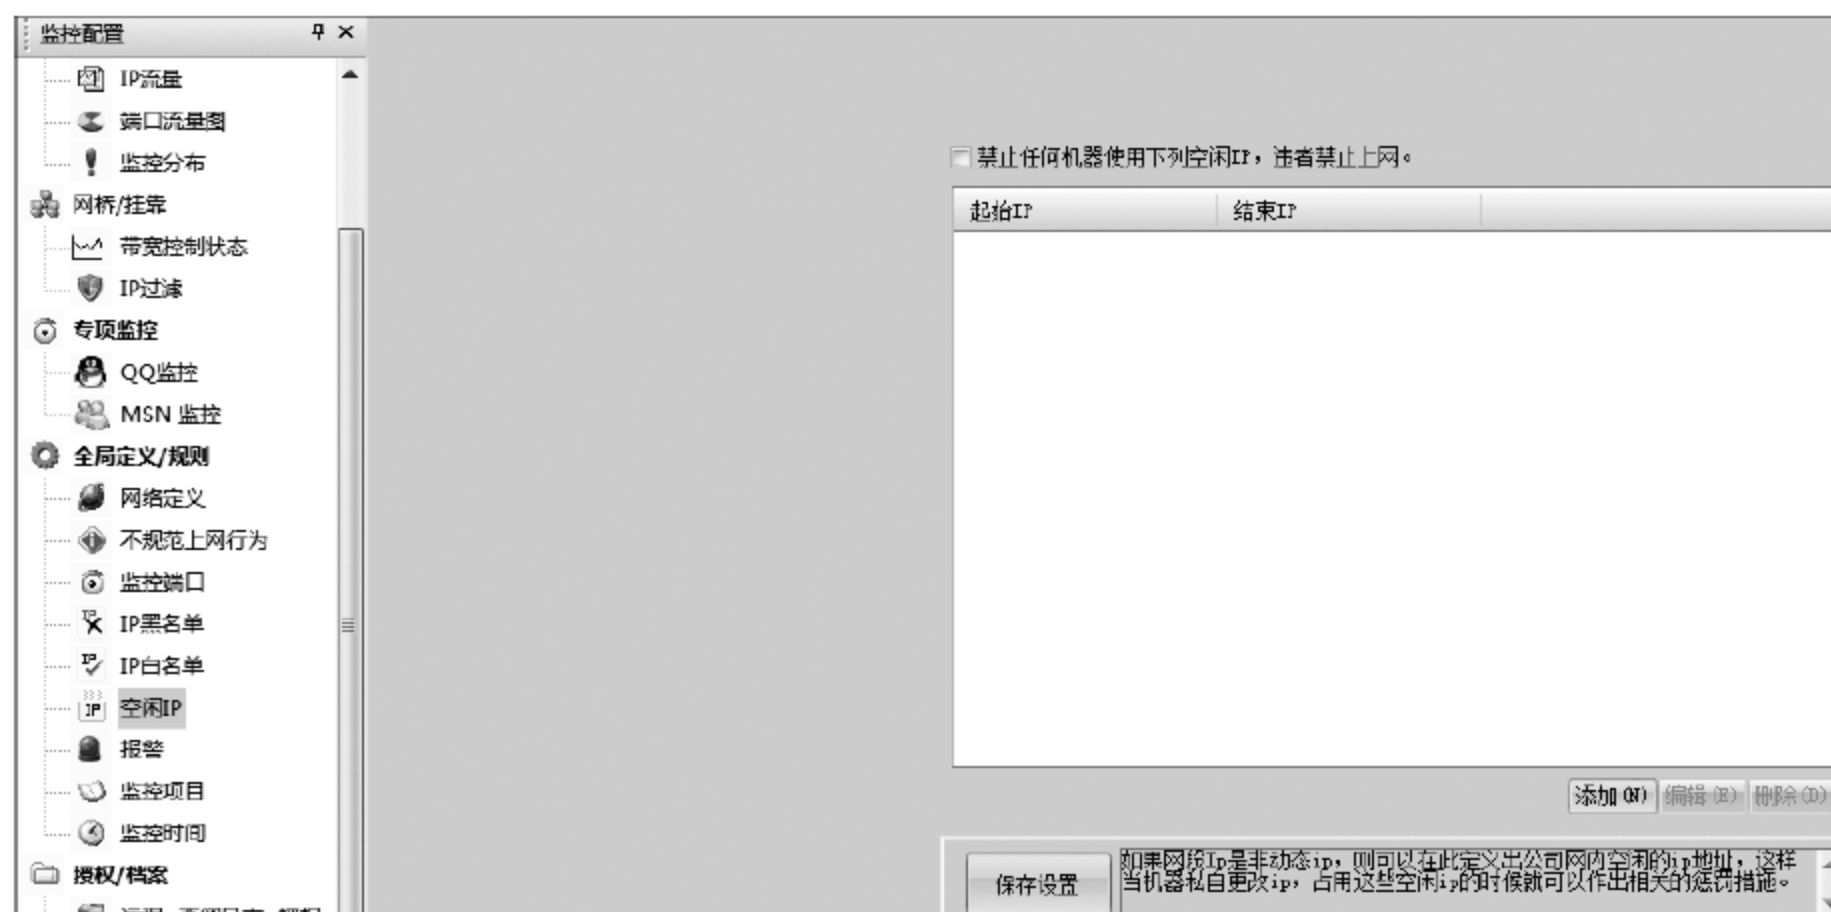 监控配置
IP流量
端口流量图
监控分布
网桥/挂靠
带宽控制状态
IP过滤
专项监控
QQ监控
MSN 监控
全局定义/规则
网络定义
不规范上网行为
监控端口
IP黑名单
IP白名单
空闲IP
报警
监控项目
监控时间
授权/档案
禁止任何机器使用下列空闲IP，违者禁止上网。
起始IP 结束IP
添加(N) 编辑(E) 删除(D)
保存设置
如果网段Ip是非动态ip，则可以在此定义出公司网内空闲的ip地址，这样
当机器私自更改ip，占用这些空闲ip的时候就可以作出相关的惩罚措施。